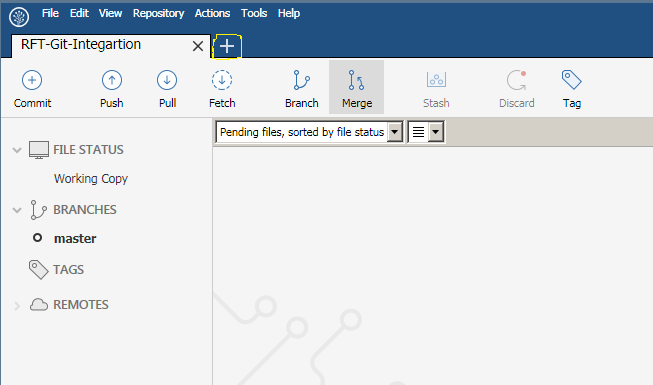 File Edit View Repository Actions Tools Help
RFT-Git-Integartion
Commit Push Pull Fetch Branch Merge Stash Discard Tag
Pending files, sorted by file status
FILE STATUS
Working Copy
BRANCHES
master
TAGS
REMOTES